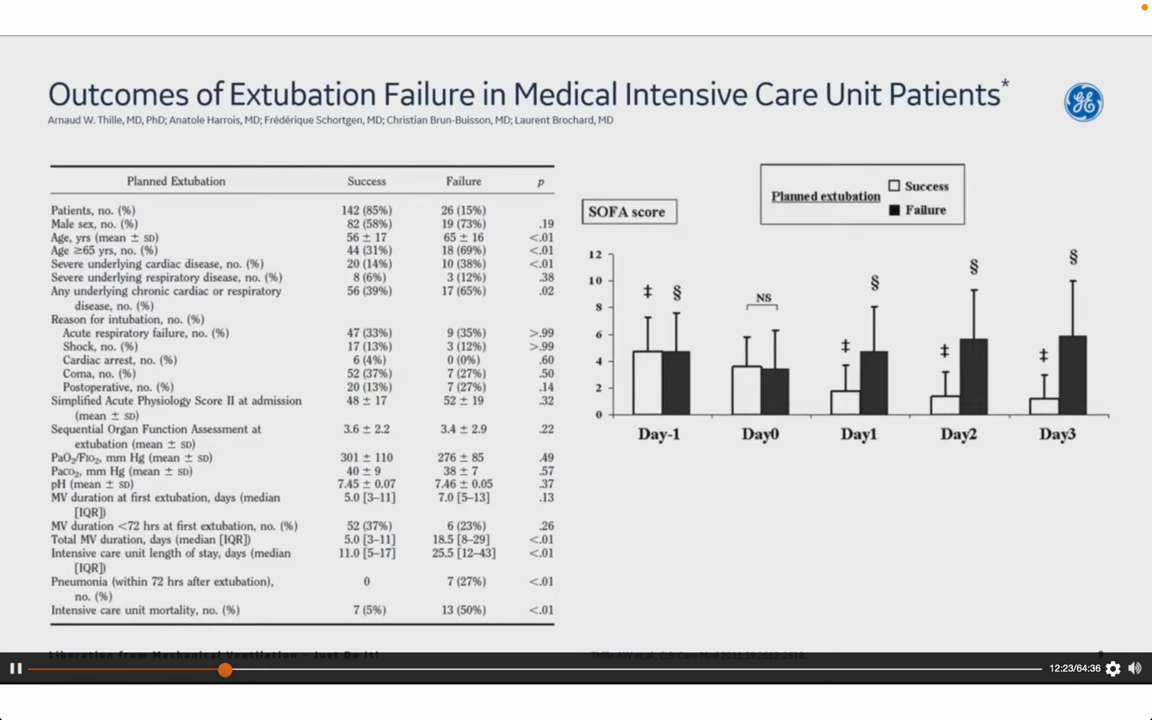 Outcomes of Extubation Failure in Medical Intensive Care Unit Patients*
Arnaud W. Thille, MD, PhD; Anatole Harrois, MD; Frédérique Schortgen, MD; Christian Brun-Buisson, MD; Laurent Brochard, MD
GE
Planned Extubation Success Failure p
Patients, no. (%) 142 (85%) 26 (15%)
Male sex, no. (%) 82 (58%) 19 (73%) .19
Age, yrs (mean ± SD) 56 ± 17 65 ± 16 <.01
Age ≥65 yrs, no. (%) 44 (31%) 18 (69%) <.01
Severe underlying cardiac disease, no. (%) 20 (14%) 10 (38%) <.01
Severe underlying respiratory disease, no. (%) 8 (6%) 3 (12%) .38
Any underlying chronic cardiac or respiratory 56 (39%) 17 (65%) .02
disease, no. (%)
Reason for intubation, no. (%)
Acute respiratory failure, no. (%) 47 (33%) 9 (35%) >.99
Shock, no. (%) 17 (13%) 3 (12%) >.99
Cardiac arrest, no. (%) 6 (4%) 0 (0%) .60
Coma, no. (%) 52 (37%) 7 (27%) .50
Postoperative, no. (%) 20 (13%) 7 (27%) .14
Simplified Acute Physiology Score II at admission 48 ± 17 52 ± 19 .32
(mean ± SD)
Sequential Organ Function Assessment at 3.6 ± 2.2 3.4 ± 2.9 .22
extubation (mean ± SD)
PaO2/FIO2, mm Hg (mean ± SD) 301 ± 110 276 ± 85 .49
PaCO2, mm Hg (mean ± SD) 40 ± 9 38 ± 7 .57
pH (mean ± SD) 7.45 ± 0.07 7.46 ± 0.05 .37
MV duration at first extubation, days (median 5.0 [3–11] 7.0 [5–13] .13
[IQR])
MV duration <72 hrs at first extubation, no. (%) 52 (37%) 6 (23%) .26
Total MV duration, days (median [IQR]) 5.0 [3–11] 18.5 [8–29] <.01
Intensive care unit length of stay, days (median 11.0 [5–17] 25.5 [12–43] <.01
[IQR])
Pneumonia (within 72 hrs after extubation), 0 7 (27%) <.01
no. (%)
Intensive care unit mortality, no. (%) 7 (5%) 13 (50%) <.01
SOFA score
Planned extubation
Success
Failure
12
10
8
6
4
2
0
‡ §
NS
‡ §
‡ §
‡ §
Day-1 Day0 Day1 Day2 Day3
Liberation from Mechanical Ventilation – Just Do It!
12:23/64:36